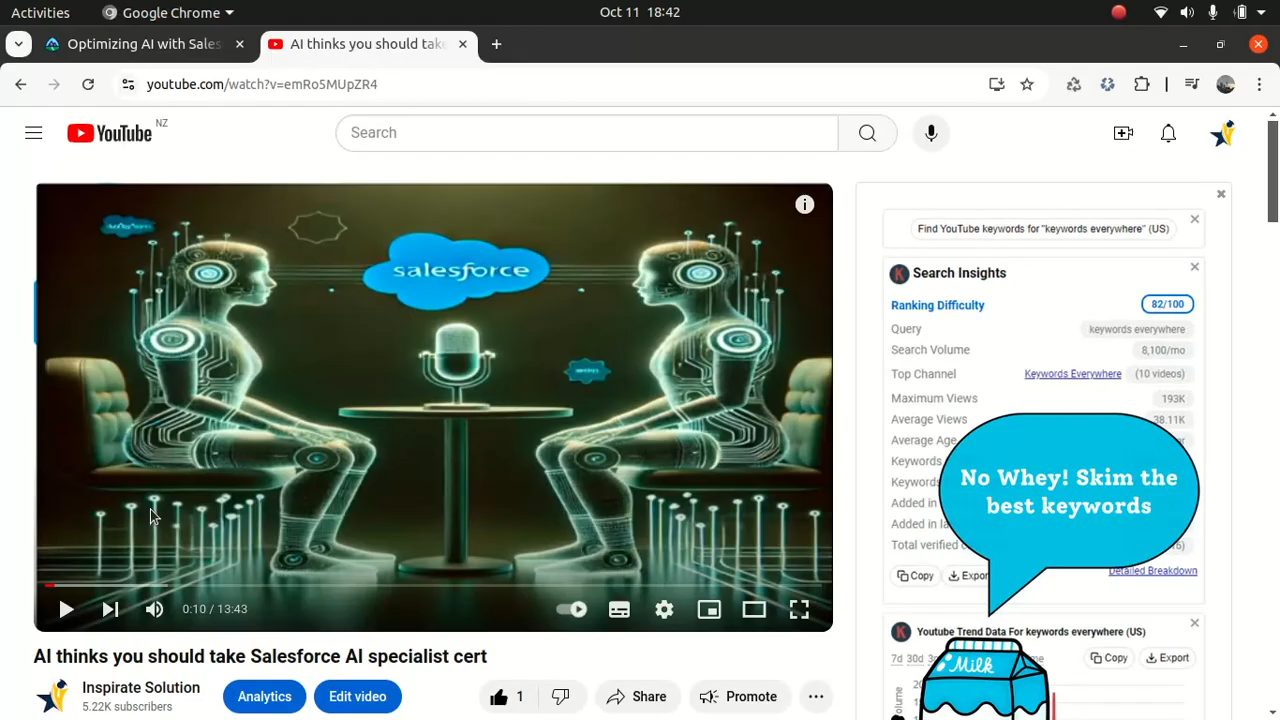 Activities
Google Chrome
Oct 11 18:42
Optimizing AI with Sales
AI thinks you should take
youtube.com/watch?v=emRo5MUpZR4
YouTube
NZ
Search
salesforce
0:10 / 13:43
AI thinks you should take Salesforce AI specialist cert
Inspirate Solution
5.22K subscribers
Analytics
Edit video
1
Share
Promote
Find YouTube keywords for "keywords everywhere" (US)
Search Insights
Ranking Difficulty
82/100
Query
keywords everywhere
Search Volume
8,100/mo
Top Channel
Keywords Everywhere
(10 videos)
Maximum Views
193K
Average Views
38.11K
Average Age
Keywords
Keywords
Added in
Added in
Total verified
Copy
Export
Detailed Breakdown
No Whey! Skim the
best keywords
Youtube Trend Data For keywords everywhere (US)
7d 30d
Copy
Export
Volume
Milk